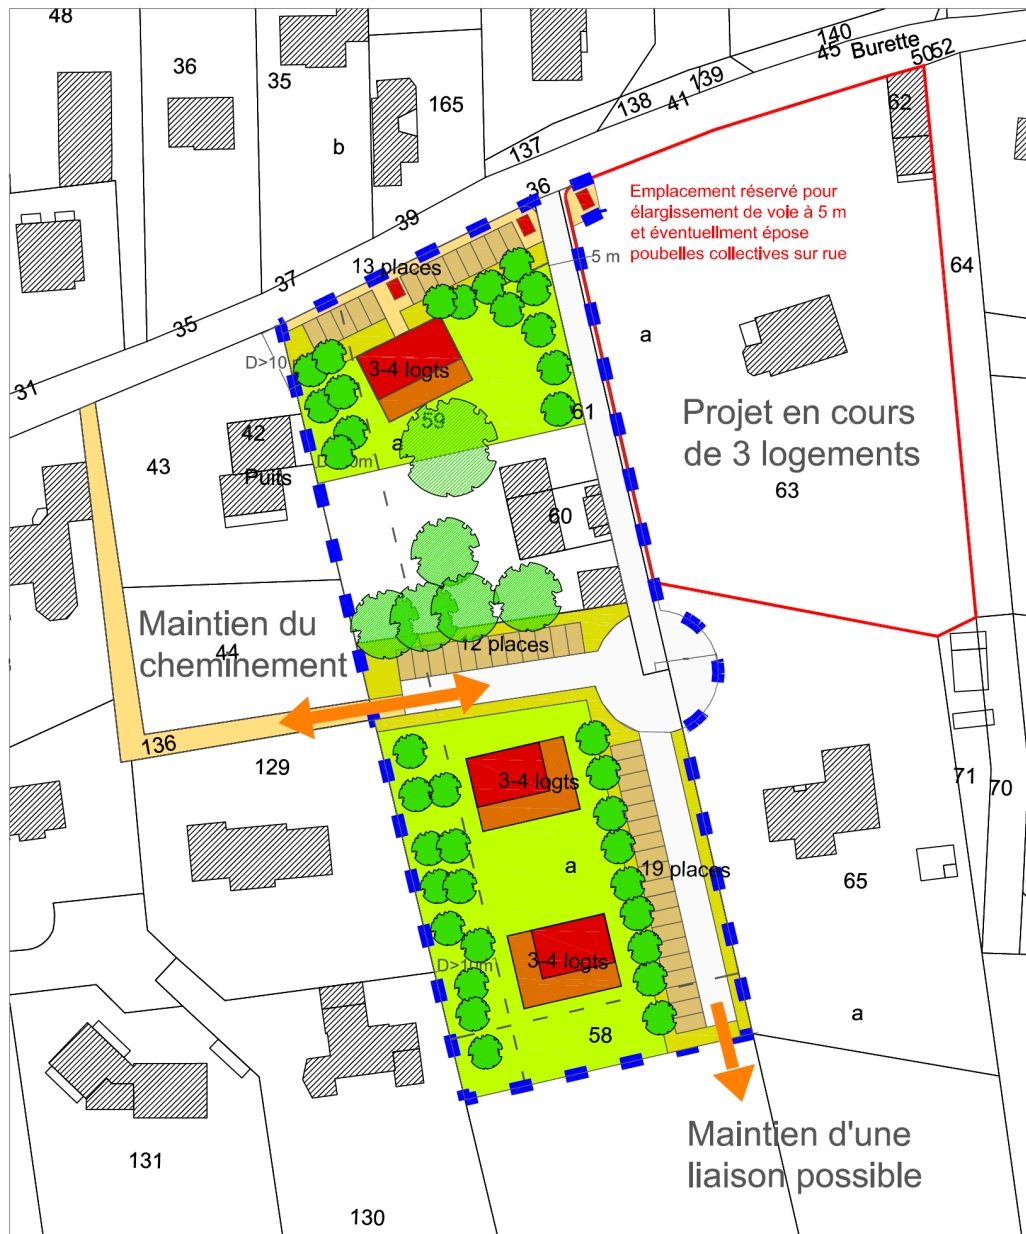 48
36
35
b
165
140
45
Burette
50
52
139
41
138
137
62
36
39
37
35
31
13 places
Emplacement réservé pour
élargissement de voie à 5 m
et éventuellment épose
poubelles collectives sur rue
5 m
64
a
D>10
3-4 logts
59
a
61
42
43
Puits
60
Projet en cours
de 3 logements
63
Maintien du
cheminement
44
12 places
136
129
3-4 logts
a
19 places
65
71
70
D>10m
3-4 logts
58
a
131
130
Maintien d'une
liaison possible